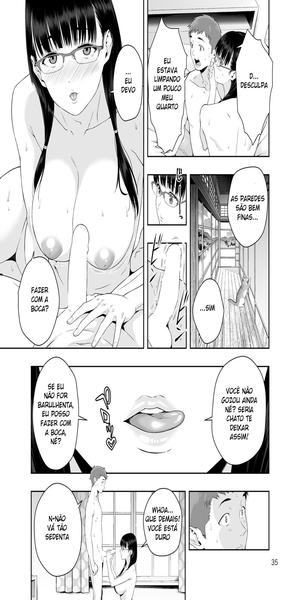 D...
DESCULPA
EU
ESTAVA
LIMPANDO
UM POUCO
MEU
QUARTO
... EU
DEVO
AS PAREDES
SÃO BEM
FINAS...
...SIM
FAZER
COM A
BOCA?
VOCÊ NÃO
GOZOU AINDA
NÉ? SERIA
CHATO TE
DEIXAR
ASSIM!
SE EU
NÃO FOR
BARULHENTA,
EU POSSO
FAZER COM
A BOCA,
NÉ?
WHOA...
QUE DEMAIS!
VOCÊ ESTÁ
DURO
N-NÃO
VÁ TÃO
SEDENTA
35